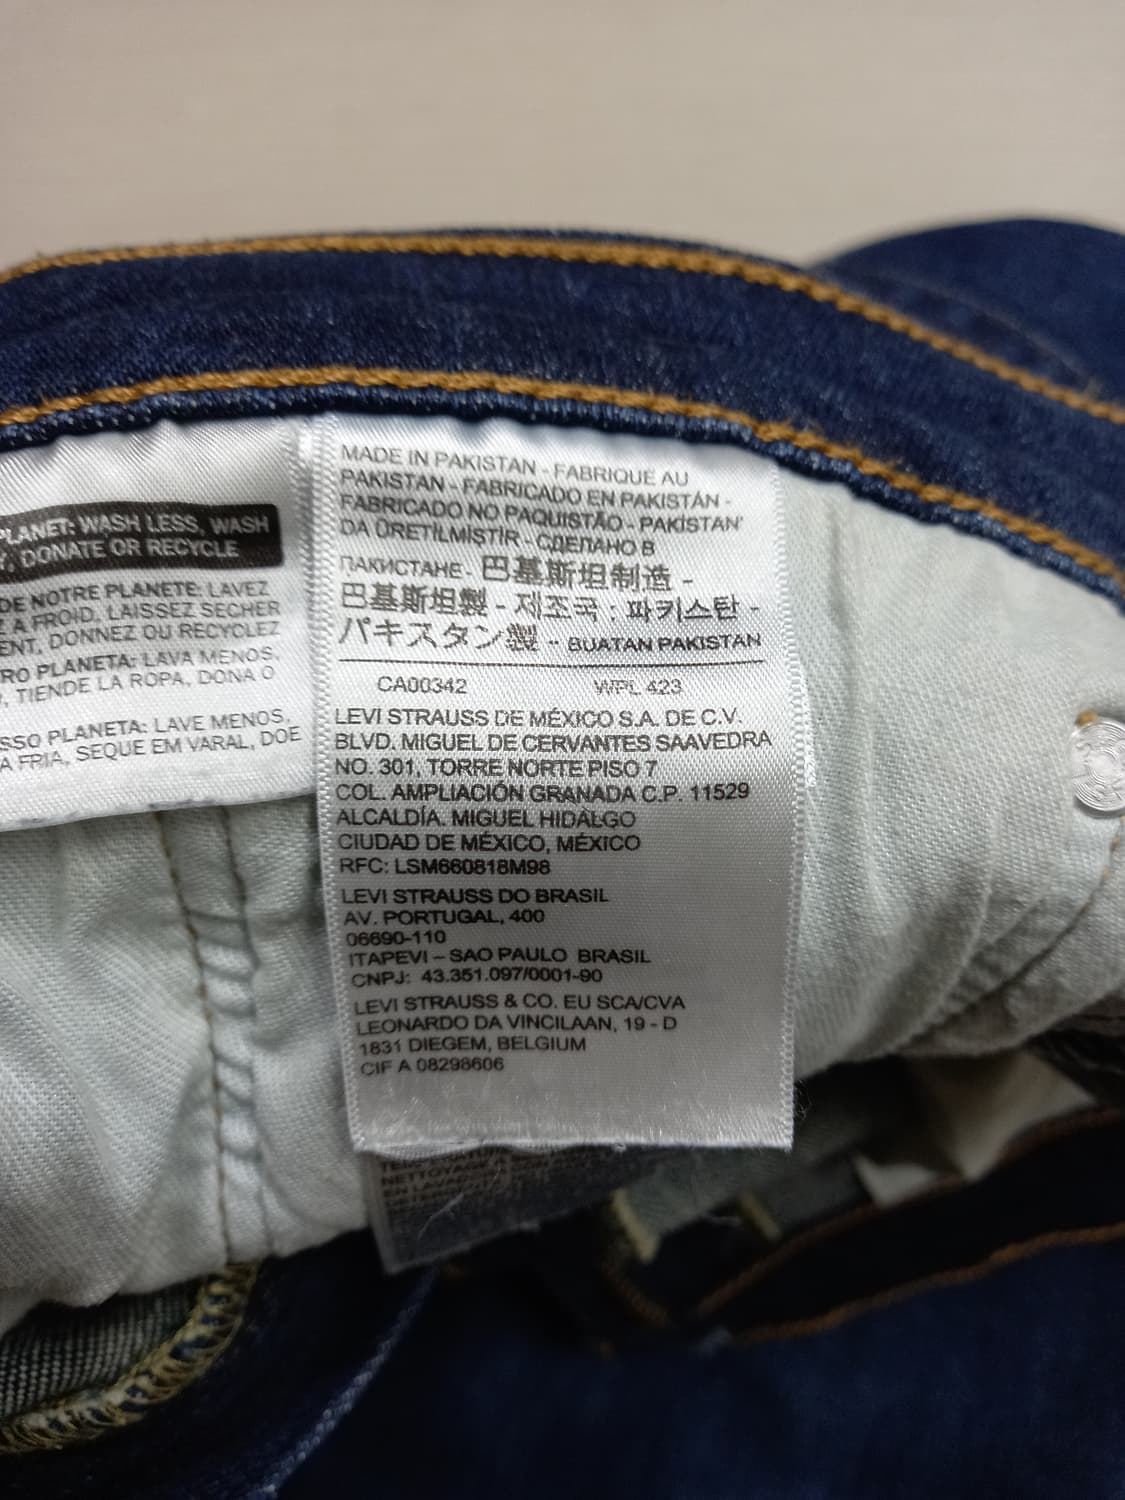 PLANET: WASH LESS, WASH
DONATE OR RECYCLE
DE NOTRE PLANETE: LAVEZ
A FROID, LAISSEZ SECHER
DONNEZ OU RECYCLEZ
PLANETA: LAVA MENOS,
TIENDE LA ROPA, DONA O
PLANETA: LAVE MENOS,
A FRIA, SEQUE EM VARAL, DOE
MADE IN PAKISTAN - FABRIQUE AU
PAKISTAN - FABRICADO EN PAKISTÁN -
FABRICADO NO PAQUISTÃO - PAKİSTAN'
DA ÜRETİLMİŞTİR - СДЕЛАНО В
ПАКИСТАНЕ - 巴基斯坦制造 -
巴基斯坦製 - 제조국 : 파키스탄 -
パキスタン製 - BUATAN PAKISTAN
CA00342 WPL 423
LEVI STRAUSS DE MÉXICO S.A. DE C.V.
BLVD. MIGUEL DE CERVANTES SAAVEDRA
NO. 301, TORRE NORTE PISO 7
COL. AMPLIACIÓN GRANADA C.P. 11529
ALCALDÍA. MIGUEL HIDALGO
CIUDAD DE MÉXICO, MÉXICO
RFC: LSM660818M98
LEVI STRAUSS DO BRASIL
AV. PORTUGAL, 400
06690-110
ITAPEVI – SAO PAULO BRASIL
CNPJ: 43.351.097/0001-90
LEVI STRAUSS & CO. EU SCA/CVA
LEONARDO DA VINCILAAN, 19 - D
1831 DIEGEM, BELGIUM
CIF A 08298606
NETTOYAGE